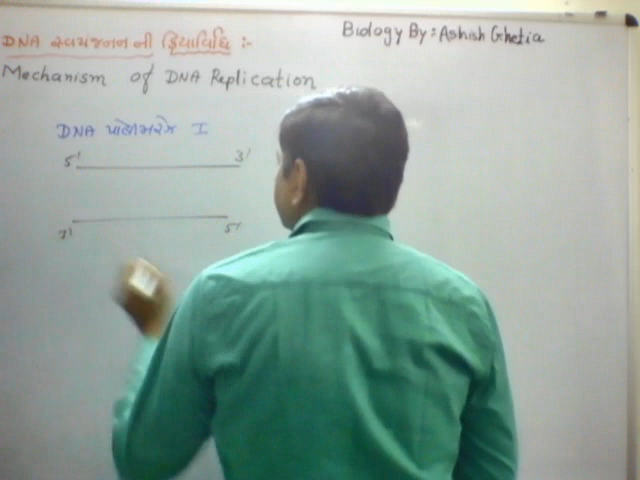 DNA સ્વયંજનન ની ક્રિયાવિધિ :-
Biology By: Ashish Ghetia
Mechanism of DNA Replication
DNA પોલીમરેઝ I
5' 3'
3' 5'